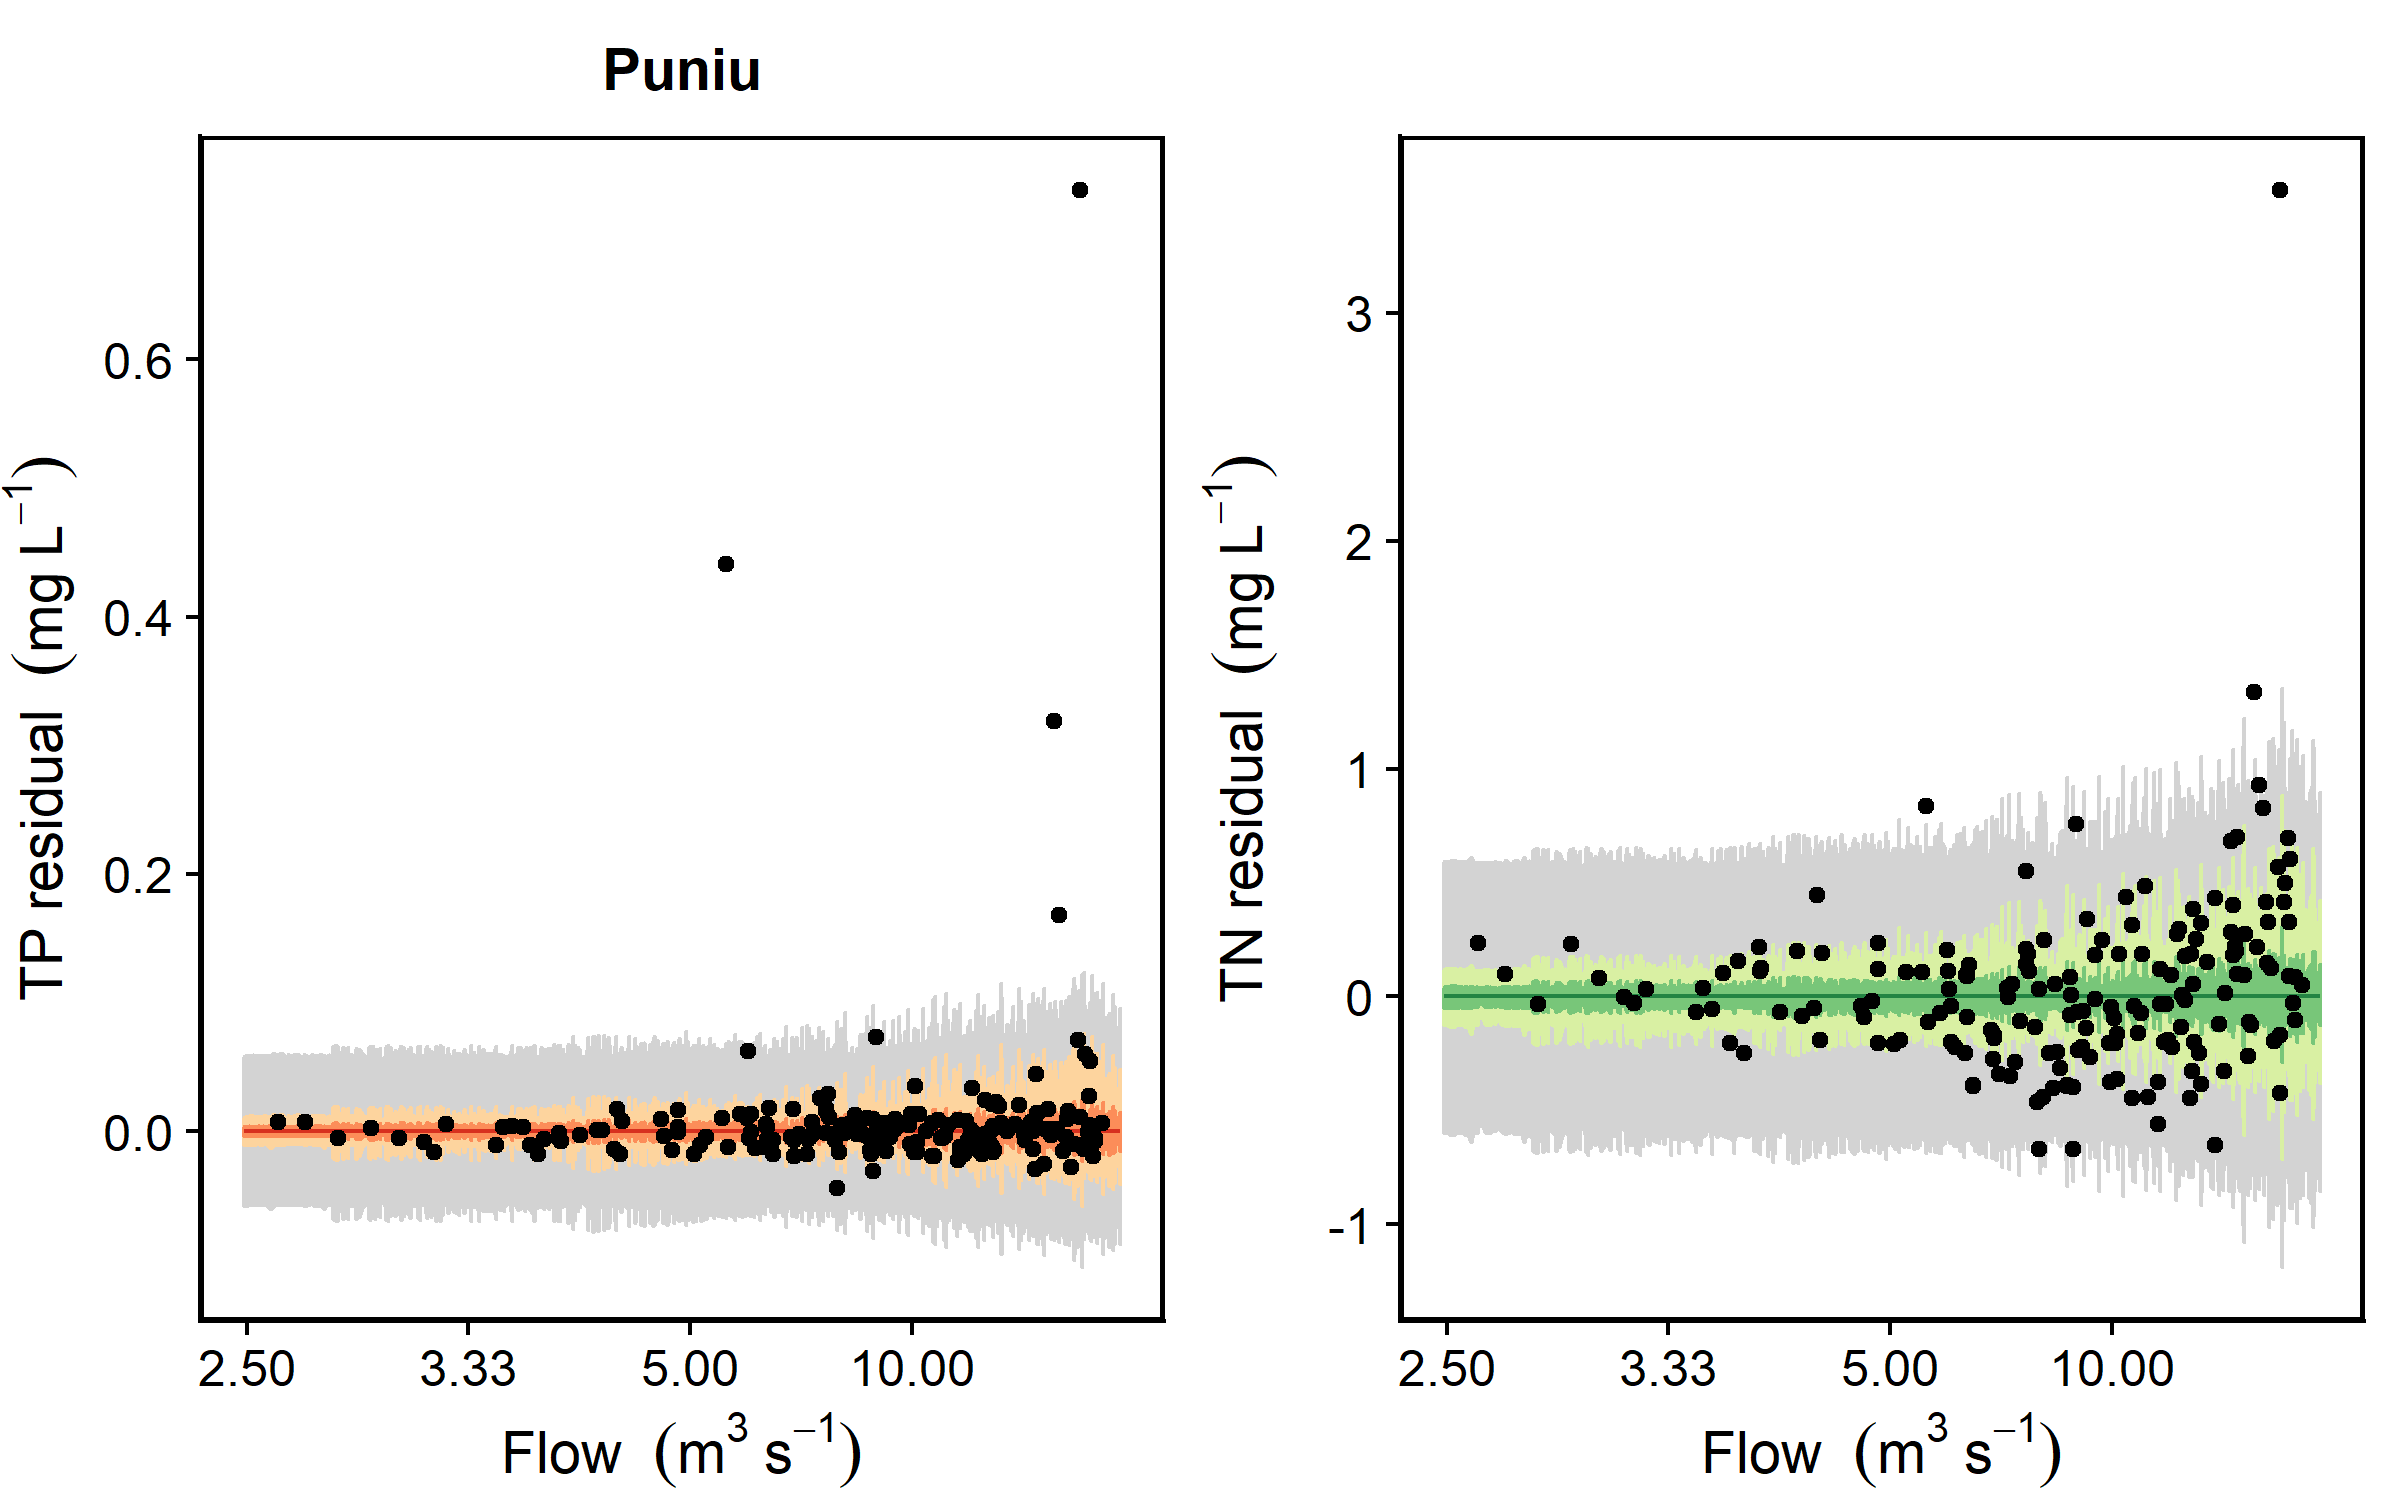 Puniu
TP residual (mg L⁻¹)
0.6
0.4
0.2
0.0
2.50 3.33 5.00 10.00
Flow (m³ s⁻¹)
TN residual (mg L⁻¹)
3
2
1
0
-1
2.50 3.33 5.00 10.00
Flow (m³ s⁻¹)